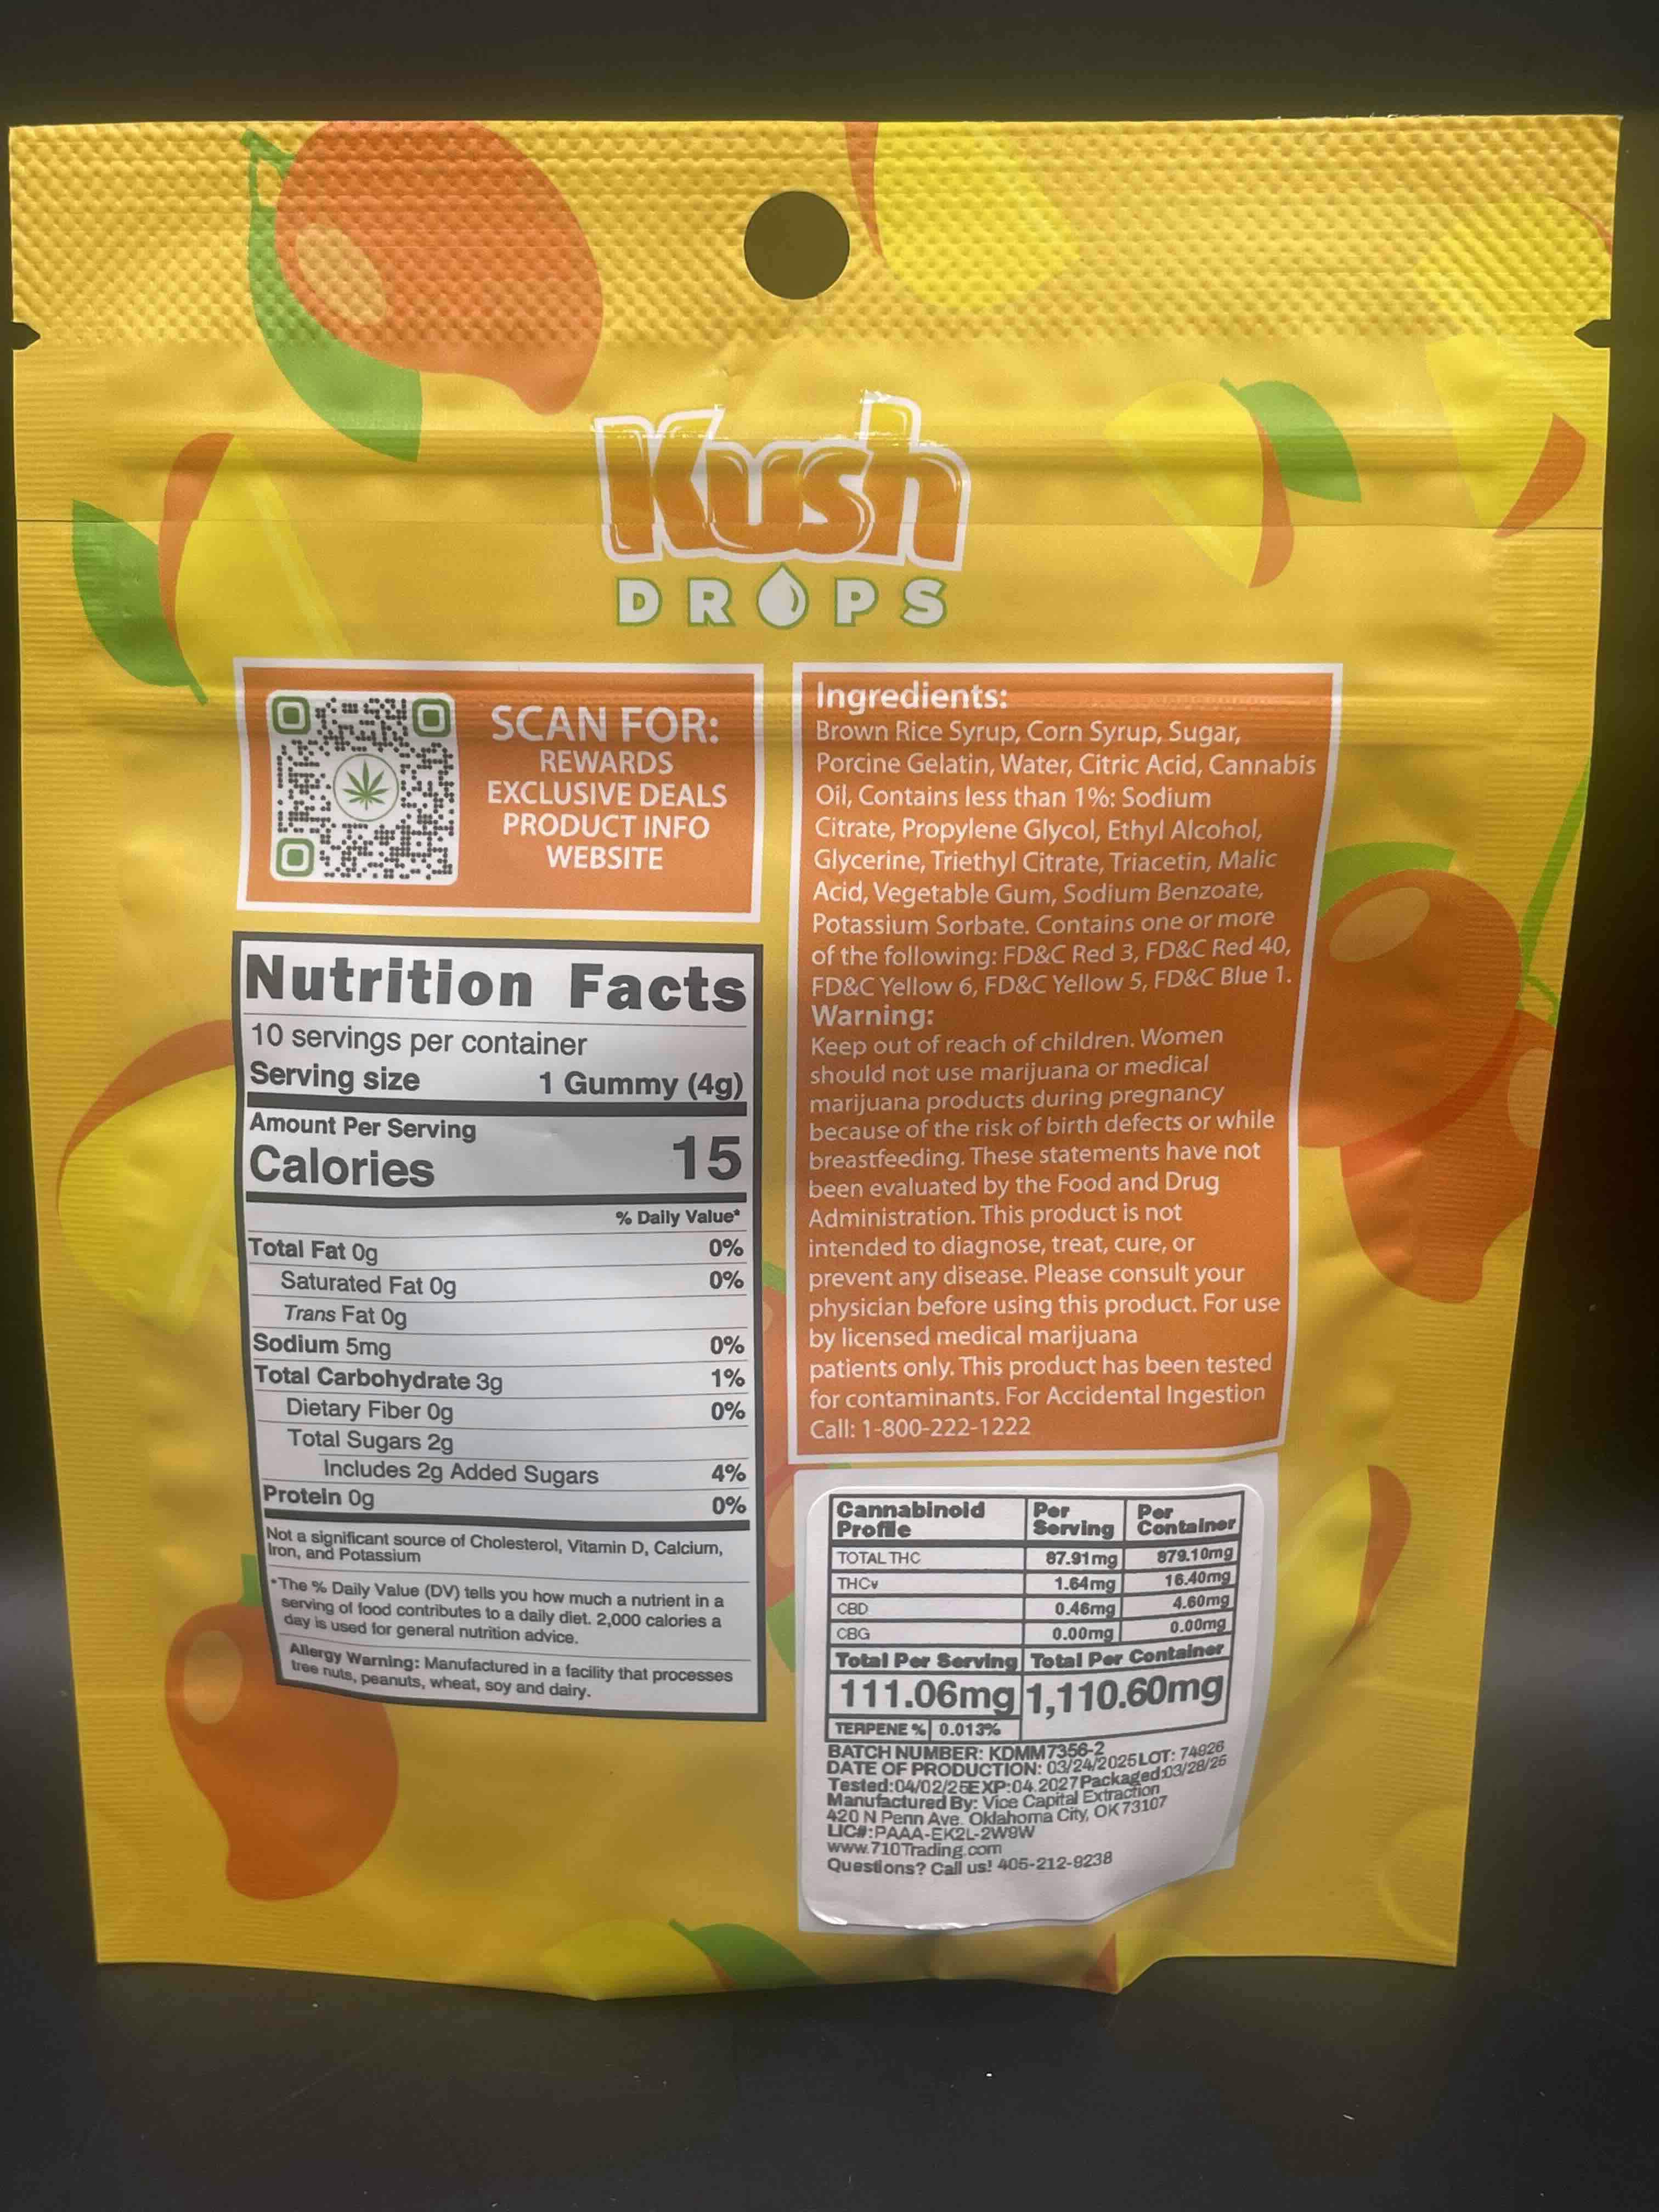 Kush
DROPS
SCAN FOR:
REWARDS
EXCLUSIVE DEALS
PRODUCT INFO
WEBSITE
Ingredients:
Brown Rice Syrup, Corn Syrup, Sugar,
Porcine Gelatin, Water, Citric Acid, Cannabis
Oil, Contains less than 1%: Sodium
Citrate, Propylene Glycol, Ethyl Alcohol,
Glycerine, Triethyl Citrate, Triacetin, Malic
Acid, Vegetable Gum, Sodium Benzoate,
Potassium Sorbate. Contains one or more
of the following: FD&C Red 3, FD&C Red 40,
FD&C Yellow 6, FD&C Yellow 5, FD&C Blue 1.
Warning:
Keep out of reach of children. Women
should not use marijuana or medical
marijuana products during pregnancy
because of the risk of birth defects or while
breastfeeding. These statements have not
been evaluated by the Food and Drug
Administration. This product is not
intended to diagnose, treat, cure, or
prevent any disease. Please consult your
physician before using this product. For use
by licensed medical marijuana
patients only. This product has been tested
for contaminants. For Accidental Ingestion
Call: 1-800-222-1222
Nutrition Facts
10 servings per container
Serving size 1 Gummy (4g)
Amount Per Serving
Calories 15
% Daily Value*
Total Fat 0g 0%
Saturated Fat 0g 0%
Trans Fat 0g
Sodium 5mg 0%
Total Carbohydrate 3g 1%
Dietary Fiber 0g 0%
Total Sugars 2g
Includes 2g Added Sugars 4%
Protein 0g 0%
Not a significant source of Cholesterol, Vitamin D, Calcium,
Iron, and Potassium
*The % Daily Value (DV) tells you how much a nutrient in a
serving of food contributes to a daily diet. 2,000 calories a
day is used for general nutrition advice.
Allergy Warning: Manufactured in a facility that processes
tree nuts, peanuts, wheat, soy and dairy.
Cannabinoid Profile Per Serving Per Container
TOTAL THC 87.91mg 879.10mg
THCv 1.64mg 16.40mg
CBD 0.46mg 4.60mg
CBG 0.00mg 0.00mg
Total Per Serving Total Per Container
111.06mg 1,110.60mg
TERPENE % 0.013%
BATCH NUMBER: KDMM7356-2
DATE OF PRODUCTION: 03/24/2025 LOT: 74926
Tested:04/02/25 EXP:04.2027 Packaged:03/28/25
Manufactured By: Vice Capital Extraction
420 N Penn Ave. Oklahoma City, OK 73107
LIC#:PAAA-EK2L-2W9W
www.710Trading.com
Questions? Call us! 405-212-9238